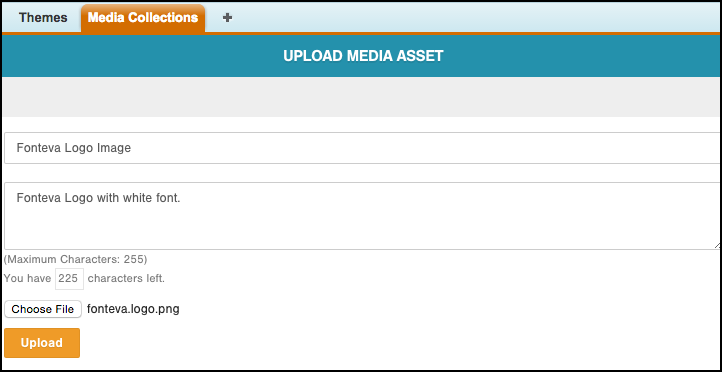 Themes Media Collections +
UPLOAD MEDIA ASSET
Fonteva Logo Image
Fonteva Logo with white font.
(Maximum Characters: 255)
You have 225 characters left.
Choose File fonteva.logo.png
Upload